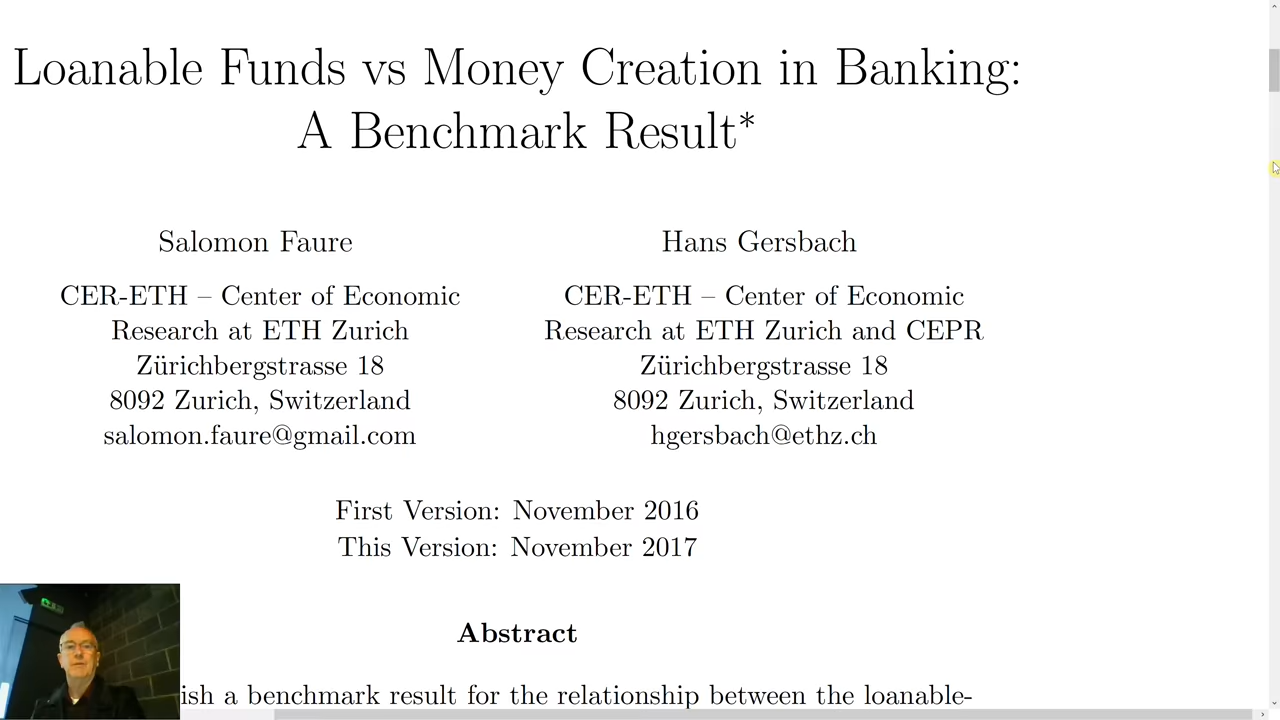 Loanable Funds vs Money Creation in Banking:
A Benchmark Result*
Salomon Faure
CER-ETH – Center of Economic
Research at ETH Zurich
Zürichbergstrasse 18
8092 Zurich, Switzerland
salomon.faure@gmail.com
Hans Gersbach
CER-ETH – Center of Economic
Research at ETH Zurich and CEPR
Zürichbergstrasse 18
8092 Zurich, Switzerland
hgersbach@ethz.ch
First Version: November 2016
This Version: November 2017
Abstract
ish a benchmark result for the relationship between the loanable-